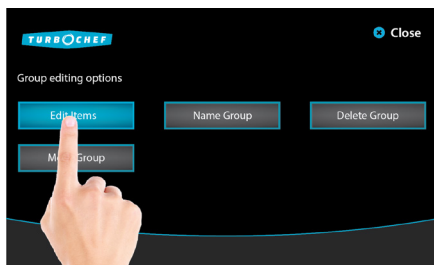 TURBOCHEF
Close
Group editing options
Edit Items
Name Group
Delete Group
Group